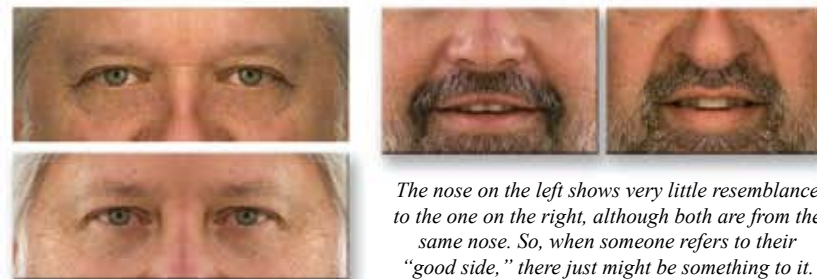 The nose on the left shows very little resemblance
to the one on the right, although both are from the
same nose. So, when someone refers to their
“good side,” there just might be something to it.